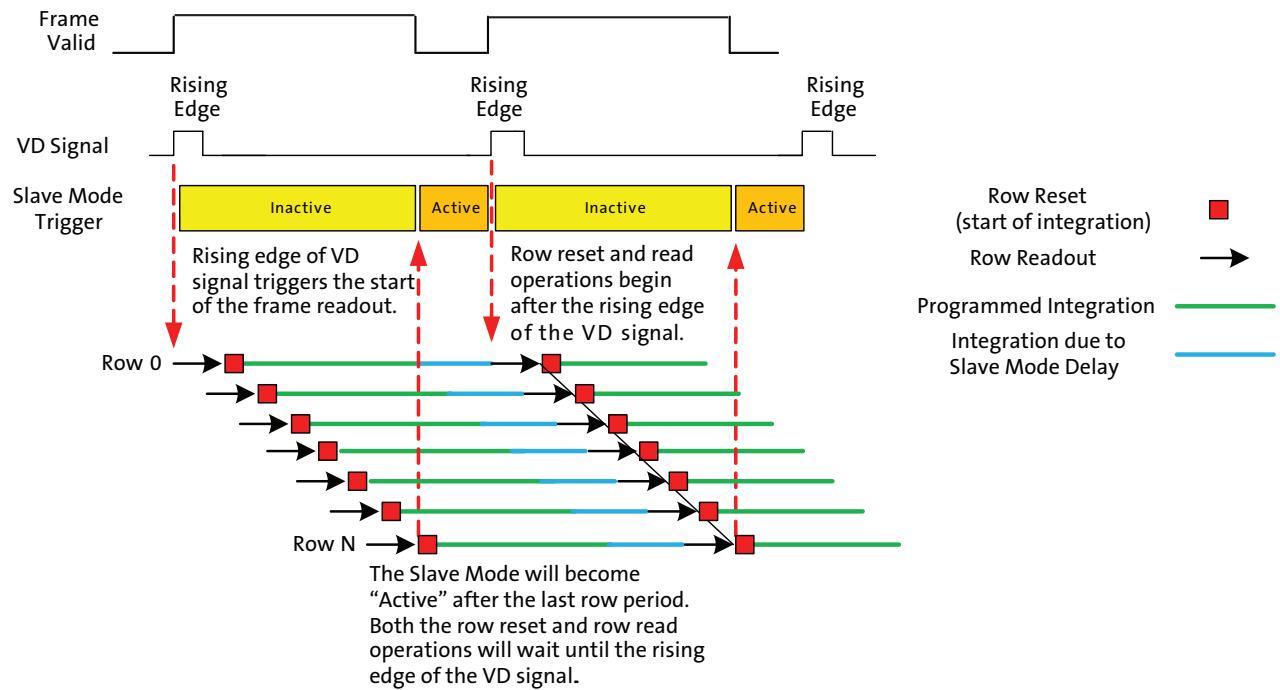 Frame
Valid
Rising
Edge
Rising
Edge
Rising
Edge
VD Signal
Slave Mode
Trigger
Inactive
Active
Inactive
Active
Rising edge of VD
signal triggers the start
of the frame readout.
Row reset and read
operations begin
after the rising edge
of the VD signal.
Row Reset
(start of integration)
Row Readout
Programmed Integration
Integration due to
Slave Mode Delay
Row 0
Row N
The Slave Mode will become
“Active” after the last row period.
Both the row reset and row read
operations will wait until the rising
edge of the VD signal.